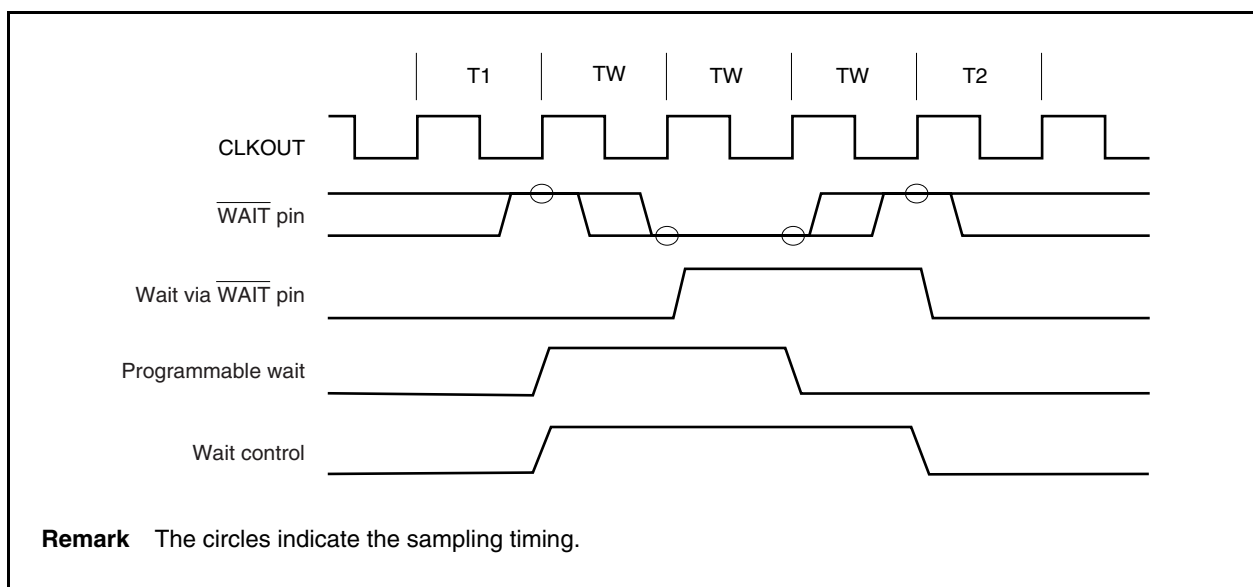 T1 TW TW TW T2
CLKOUT
WAIT pin
Wait via WAIT pin
Programmable wait
Wait control
Remark The circles indicate the sampling timing.